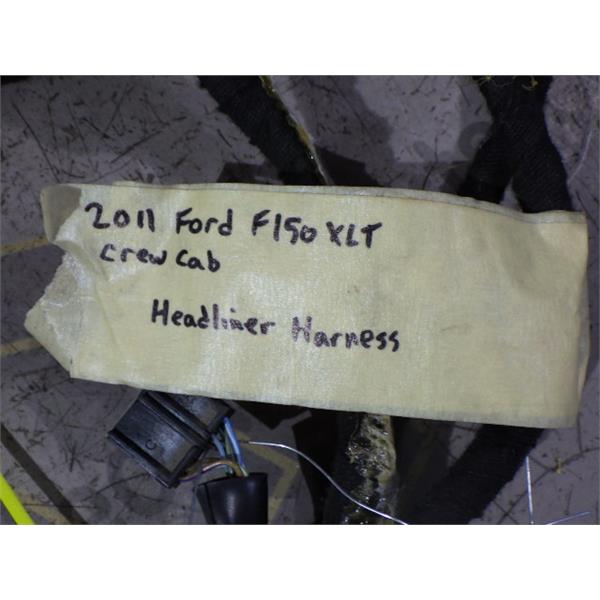 2011 Ford F150 XLT
crew cab
Headliner Harness